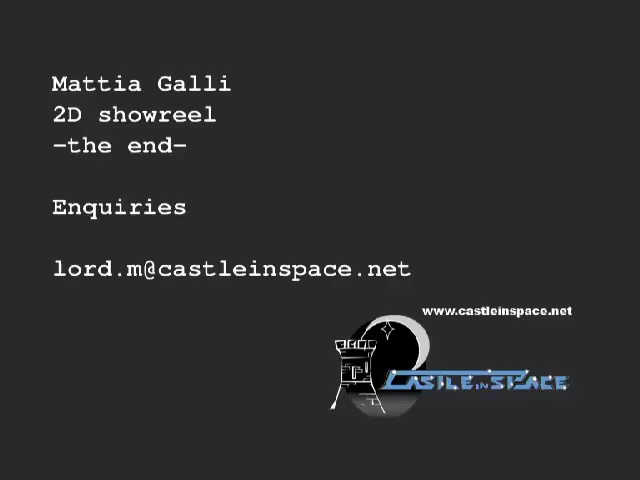 Mattia Galli
2D showreel
-the end-
Enquiries
lord.m@castleinspace.net
www.castleinspace.net
CASTLE IN SPACE